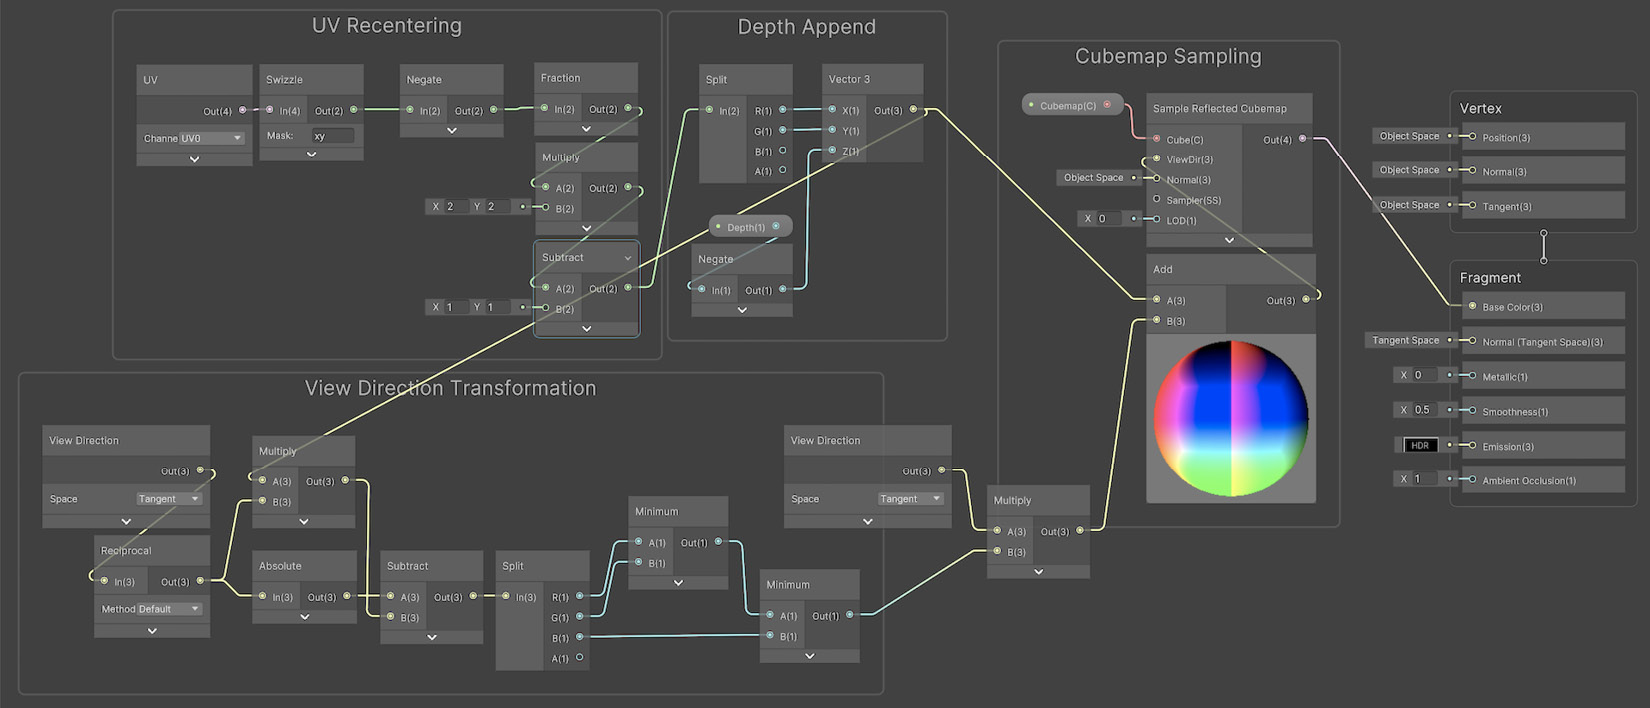 UV Recentering
UV
Out(4)
Channe UV0
Swizzle
In(4) Out(2)
Mask: xy
Negate
In(2) Out(2)
Fraction
In(2) Out(2)
Multiply
A(2) Out(2)
X 2 Y 2 B(2)
Subtract
A(2) Out(2)
X 1 Y 1 B(2)
Depth Append
Split
In(2) R(1)
G(1)
B(1)
A(1)
Vector 3
X(1) Out(3)
Y(1)
Z(1)
Depth(1)
Negate
In(1) Out(1)
View Direction Transformation
View Direction
Out(3)
Space Tangent
Reciprocal
In(3) Out(3)
Method Default
Multiply
A(3) Out(3)
B(3)
Absolute
In(3) Out(3)
Subtract
A(3) Out(3)
B(3)
Split
In(3) R(1)
G(1)
B(1)
A(1)
Minimum
A(1) Out(1)
B(1)
Minimum
A(1) Out(1)
B(1)
View Direction
Out(3)
Space Tangent
Multiply
A(3) Out(3)
B(3)
Cubemap Sampling
Cubemap(C)
Sample Reflected Cubemap
Cube(C) Out(4)
ViewDir(3)
Object Space Normal(3)
Sampler(SS)
X 0 LOD(1)
Add
A(3) Out(3)
B(3)
Vertex
Object Space Position(3)
Object Space Normal(3)
Object Space Tangent(3)
Fragment
Base Color(3)
Tangent Space Normal (Tangent Space)(3)
X 0 Metallic(1)
X 0.5 Smoothness(1)
HDR Emission(3)
X 1 Ambient Occlusion(1)